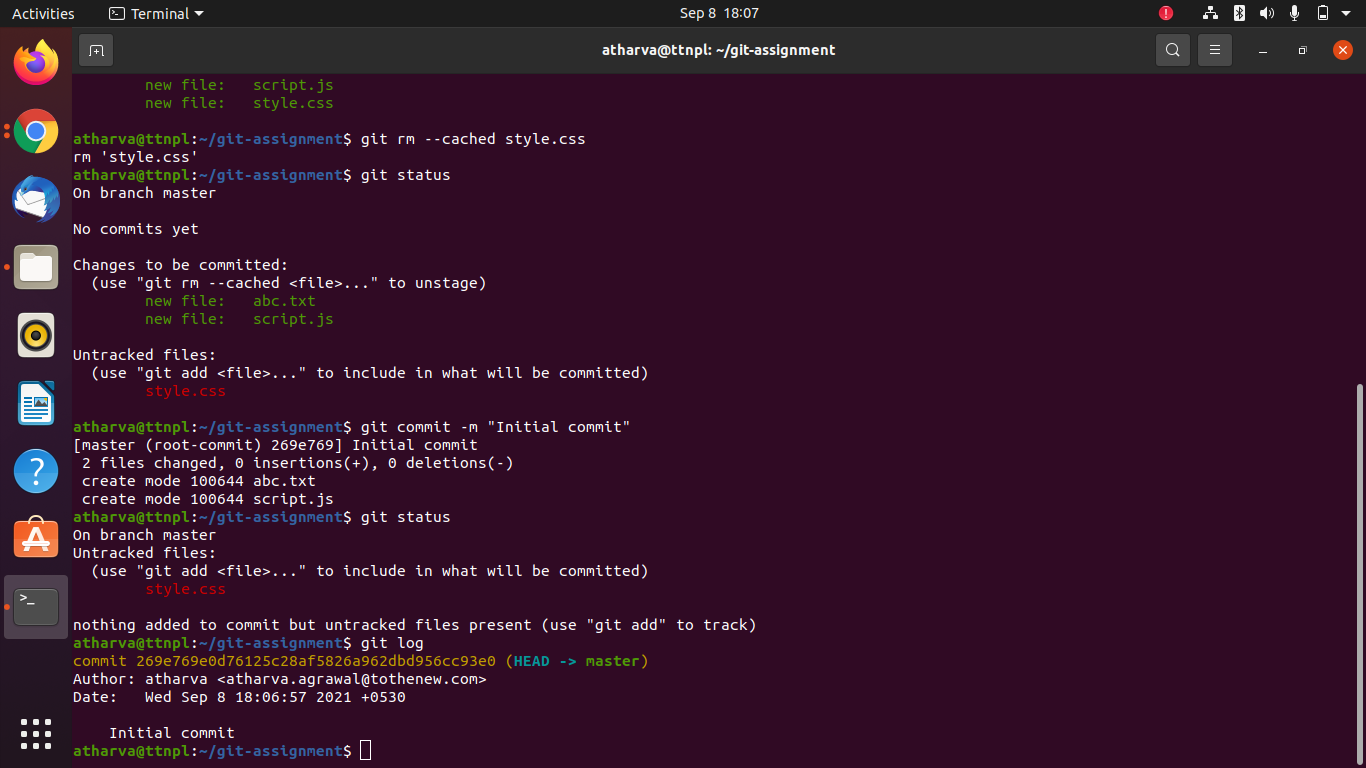 Activities Terminal Sep 8 18:07
atharva@ttnpl: ~/git-assignment
new file: script.js
new file: style.css
atharva@ttnpl:~/git-assignment$ git rm --cached style.css
rm 'style.css'
atharva@ttnpl:~/git-assignment$ git status
On branch master
No commits yet
Changes to be committed:
(use "git rm --cached <file>..." to unstage)
new file: abc.txt
new file: script.js
Untracked files:
(use "git add <file>..." to include in what will be committed)
style.css
atharva@ttnpl:~/git-assignment$ git commit -m "Initial commit"
[master (root-commit) 269e769] Initial commit
2 files changed, 0 insertions(+), 0 deletions(-)
create mode 100644 abc.txt
create mode 100644 script.js
atharva@ttnpl:~/git-assignment$ git status
On branch master
Untracked files:
(use "git add <file>..." to include in what will be committed)
style.css
nothing added to commit but untracked files present (use "git add" to track)
atharva@ttnpl:~/git-assignment$ git log
commit 269e769e0d76125c28af5826a962dbd956cc93e0 (HEAD -> master)
Author: atharva <atharva.agrawal@tothenew.com>
Date: Wed Sep 8 18:06:57 2021 +0530
Initial commit
atharva@ttnpl:~/git-assignment$